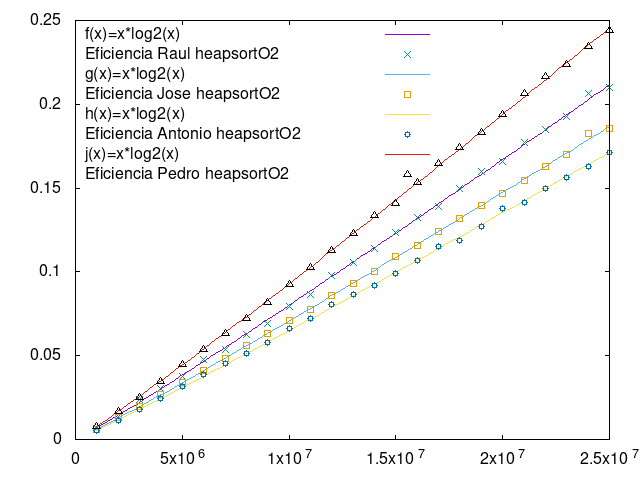 0.25
0.2
0.15
0.1
0.05
0
f(x)=x*log2(x)
Eficiencia Raul heapsortO2
g(x)=x*log2(x)
Eficiencia Jose heapsortO2
h(x)=x*log2(x)
Eficiencia Antonio heapsortO2
j(x)=x*log2(x)
Eficiencia Pedro heapsortO2
0 5x10^6 1x10^7 1.5x10^7 2x10^7 2.5x10^7